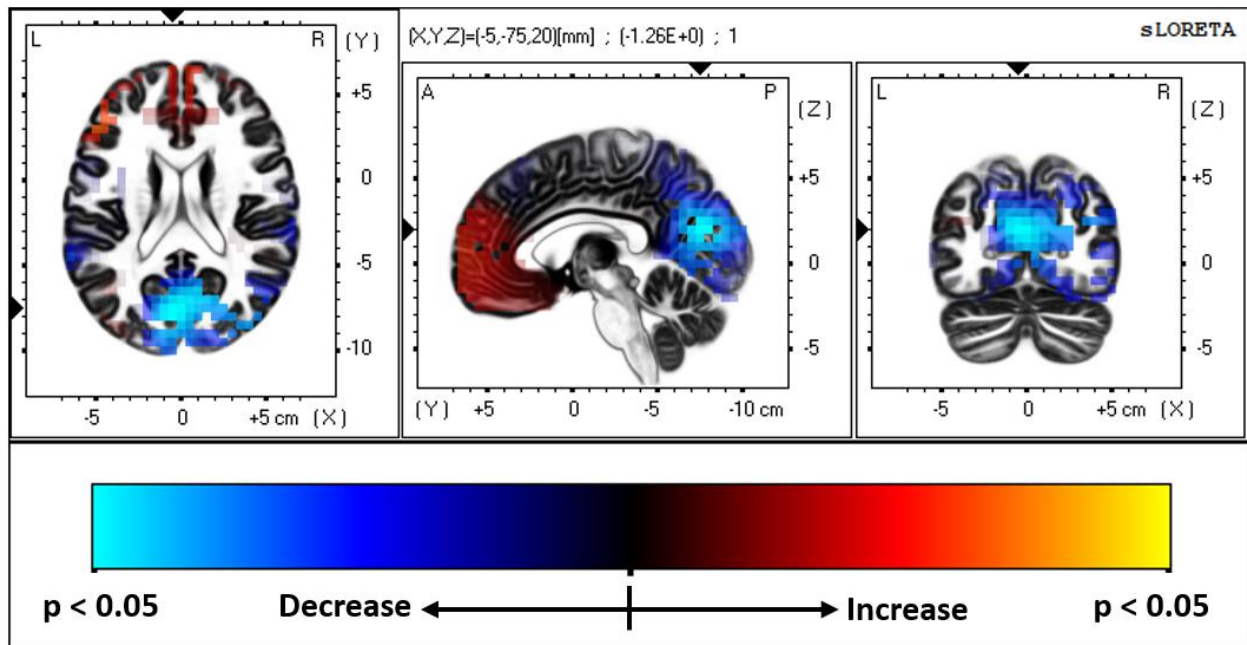 (X,Y,Z)=(-5,-75,20)[mm] ; (-1.26E+0) ; 1
sLORETA
L R (Y)
+5
0
-5
-10
-5 0 +5 cm (X)
A P (Z)
+5
0
-5
(Y) +5 0 -5 -10 cm
L R (Z)
+5
0
-5
-5 0 +5 cm (X)
p < 0.05 Decrease Increase p < 0.05